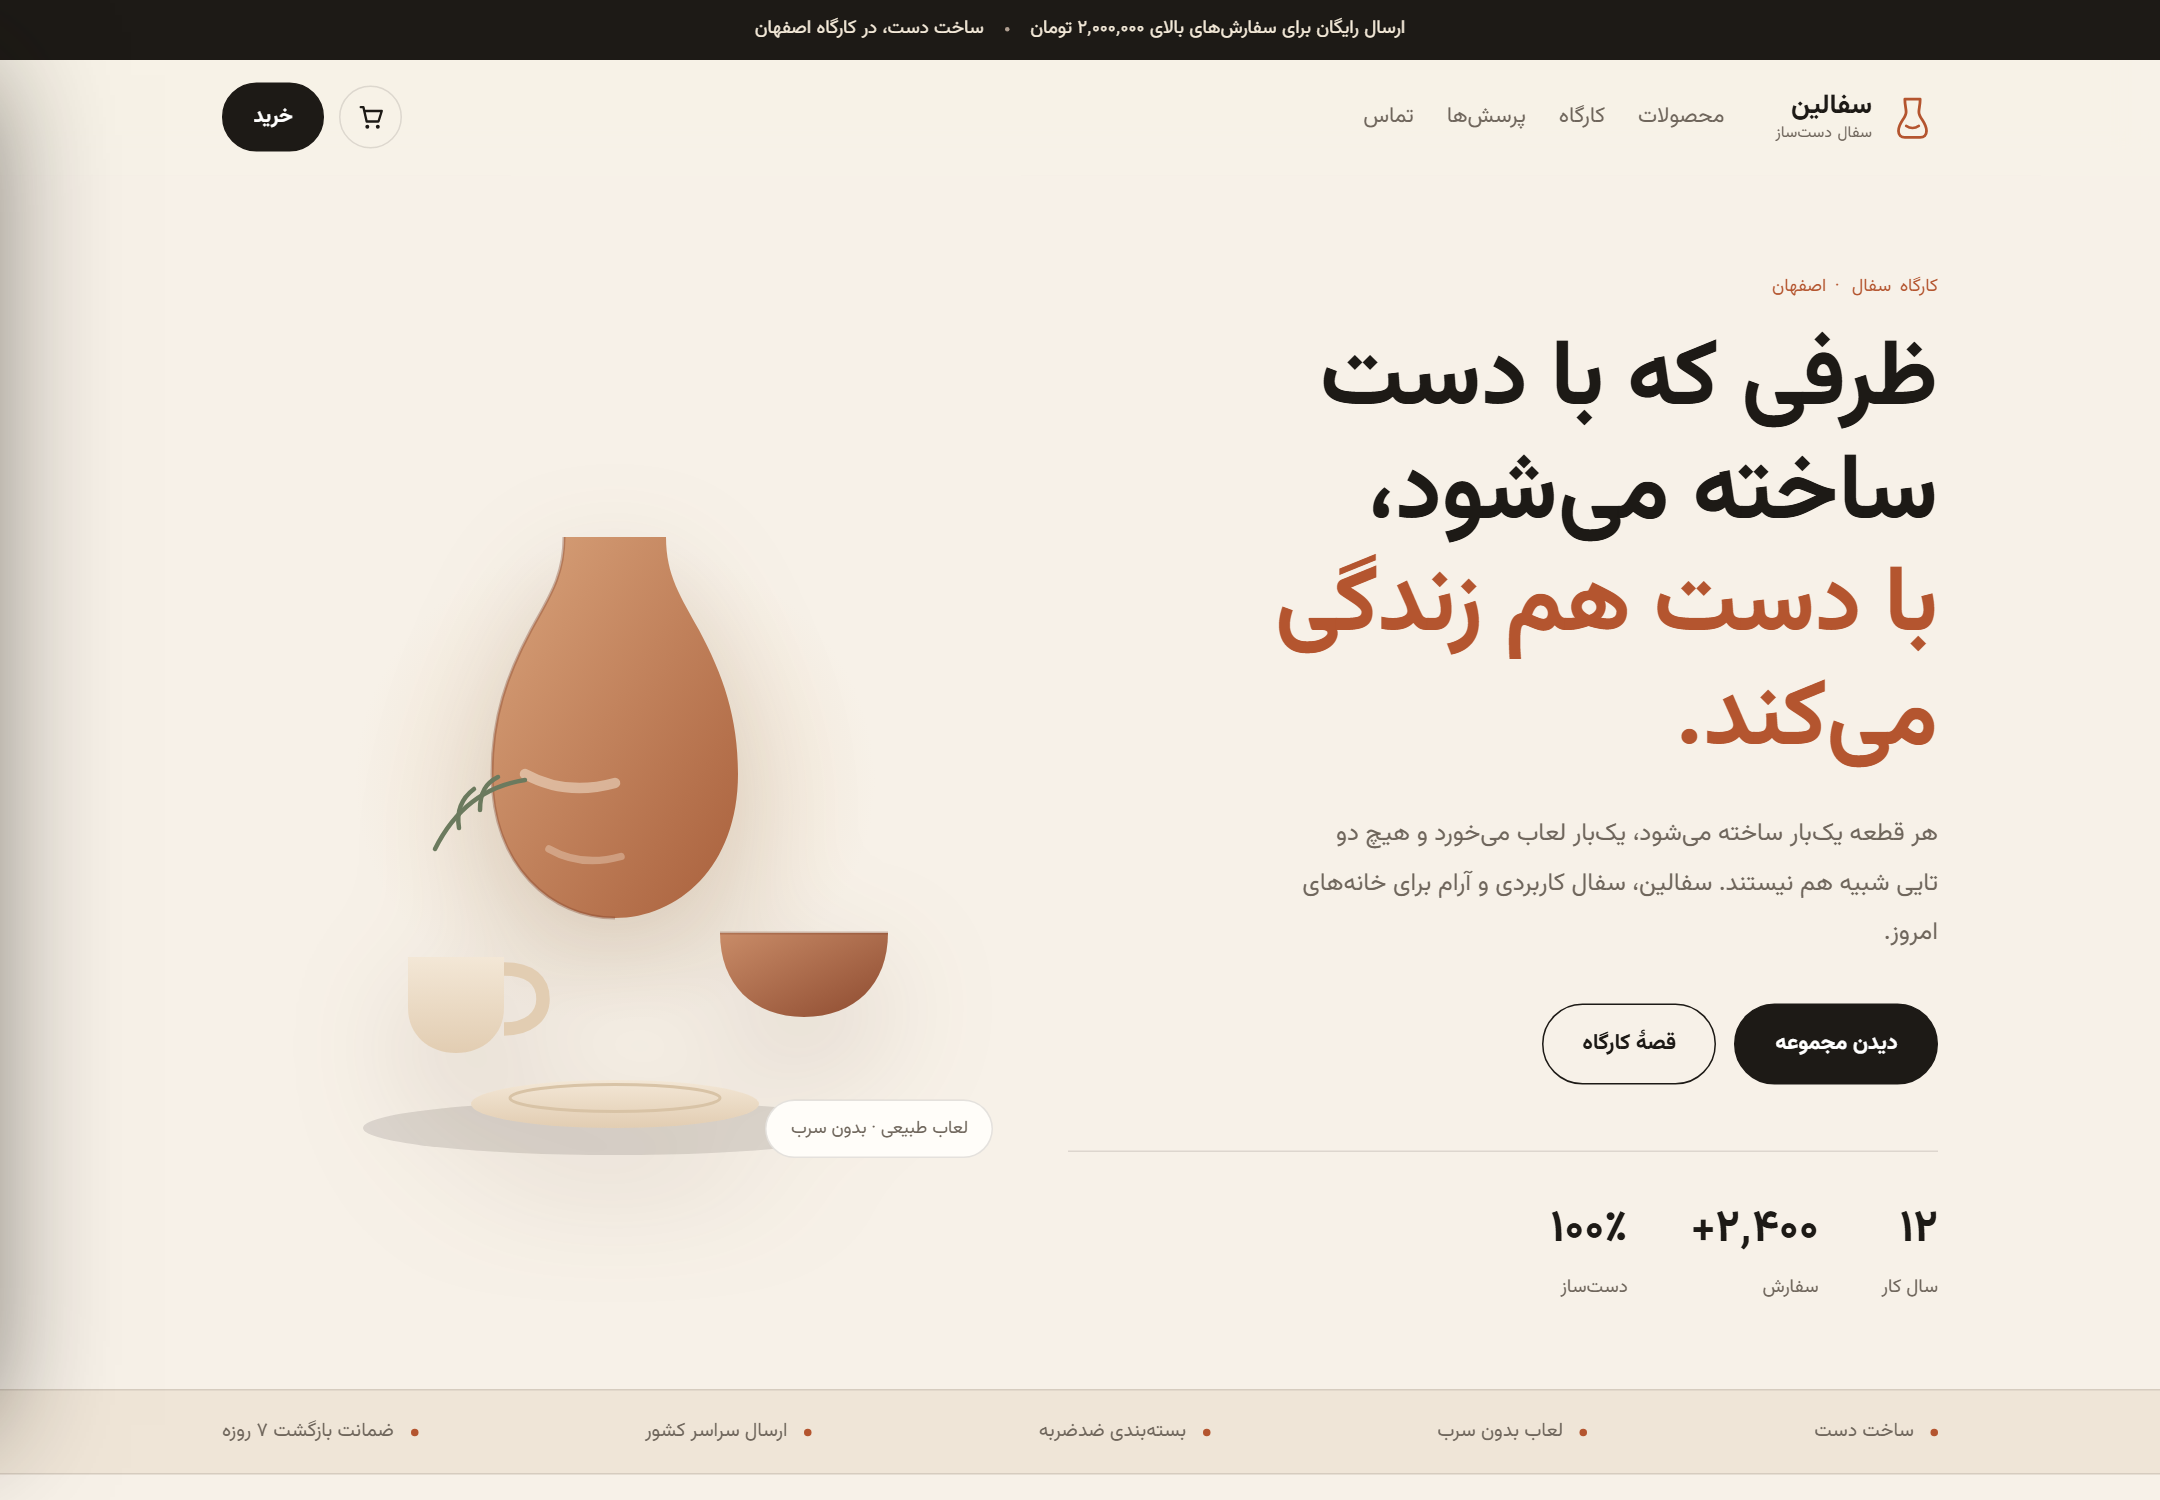 ارسال رایگان برای سفارش‌های بالای ۲,۰۰۰,۰۰۰ تومان • ساخت دست، در کارگاه اصفهان
سفالین
سفال دست‌ساز
محصولات
کارگاه
پرسش‌ها
تماس
خرید
کارگاه سفال · اصفهان
ظرفی که با دست
ساخته می‌شود،
با دست هم زندگی
می‌کند.
هر قطعه یک‌بار ساخته می‌شود، یک‌بار لعاب می‌خورد و هیچ دو
تایی شبیه هم نیستند. سفالین، سفال کاربردی و آرام برای خانه‌های
امروز.
دیدن مجموعه
قصهٔ کارگاه
لعاب طبیعی · بدون سرب
۱۲
سال کار
۲,۴۰۰+
سفارش
۱۰۰٪
دست‌ساز
ساخت دست
لعاب بدون سرب
بسته‌بندی ضدضربه
ارسال سراسر کشور
ضمانت بازگشت ۷ روزه